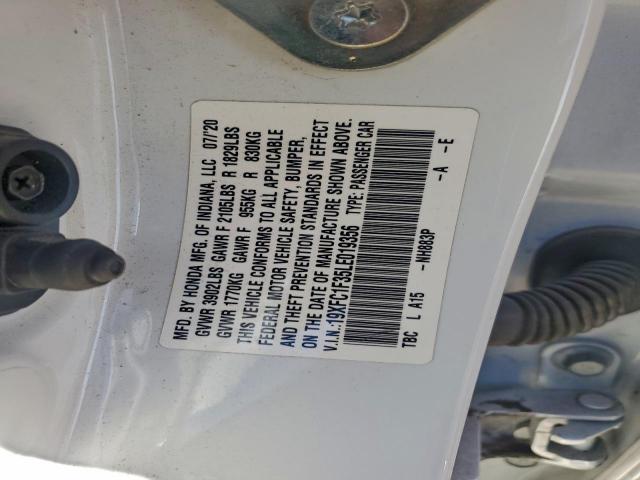 MFD. BY HONDA MFG. OF INDIANA, LLC 07/'20
GVWR 3902LBS GAWR F 2105LBS R 1829LBS
GVWR 1770KG GAWR F 955KG R 830KG
THIS VEHICLE CONFORMS TO ALL APPLICABLE
FEDERAL MOTOR VEHICLE SAFETY, BUMPER,
AND THEFT PREVENTION STANDARDS IN EFFECT
ON THE DATE OF MANUFACTURE SHOWN ABOVE.
V.I.N.:19XFC1F35LE019356 TYPE: PASSENGER CAR
TBC L A15 -NH883P -A -E